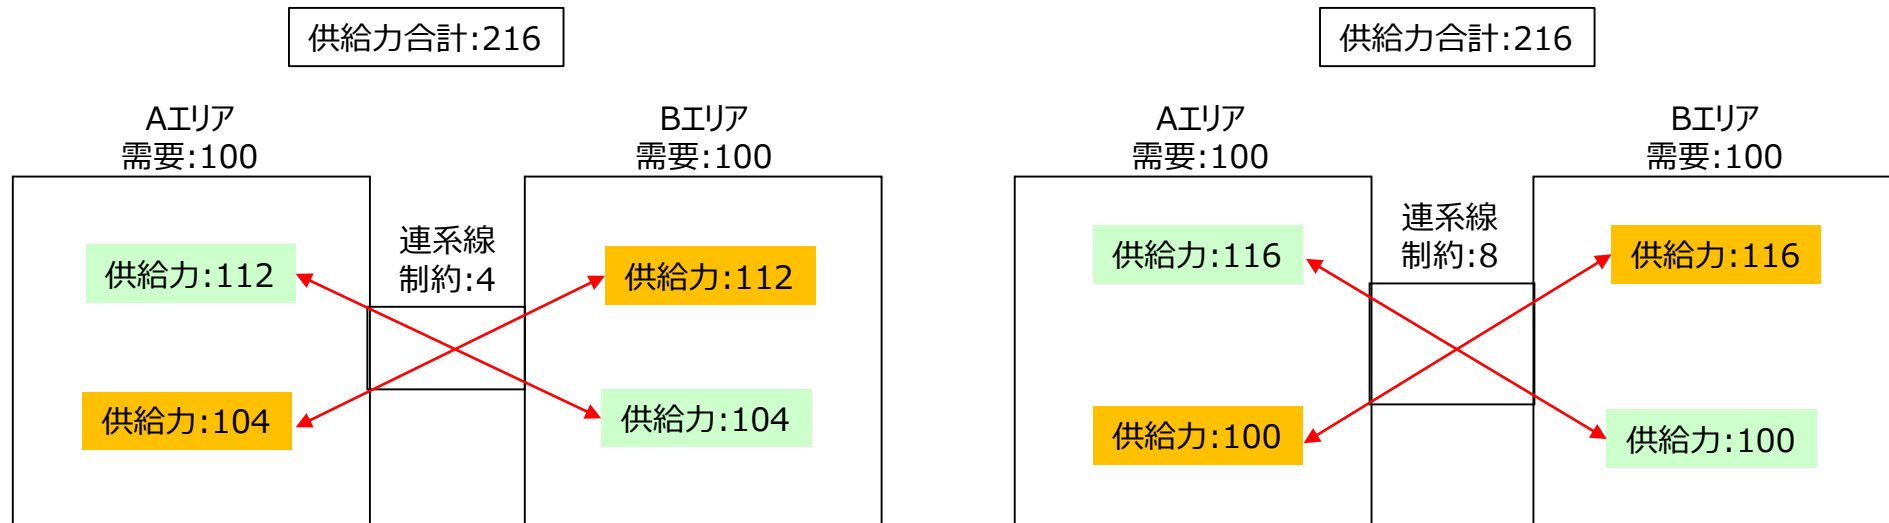 供給力合計:216
Aエリア
需要:100
Bエリア
需要:100
連系線
制約:4
供給力:112
供給力:112
供給力:104
供給力:104
供給力合計:216
Aエリア
需要:100
Bエリア
需要:100
連系線
制約:8
供給力:116
供給力:116
供給力:100
供給力:100